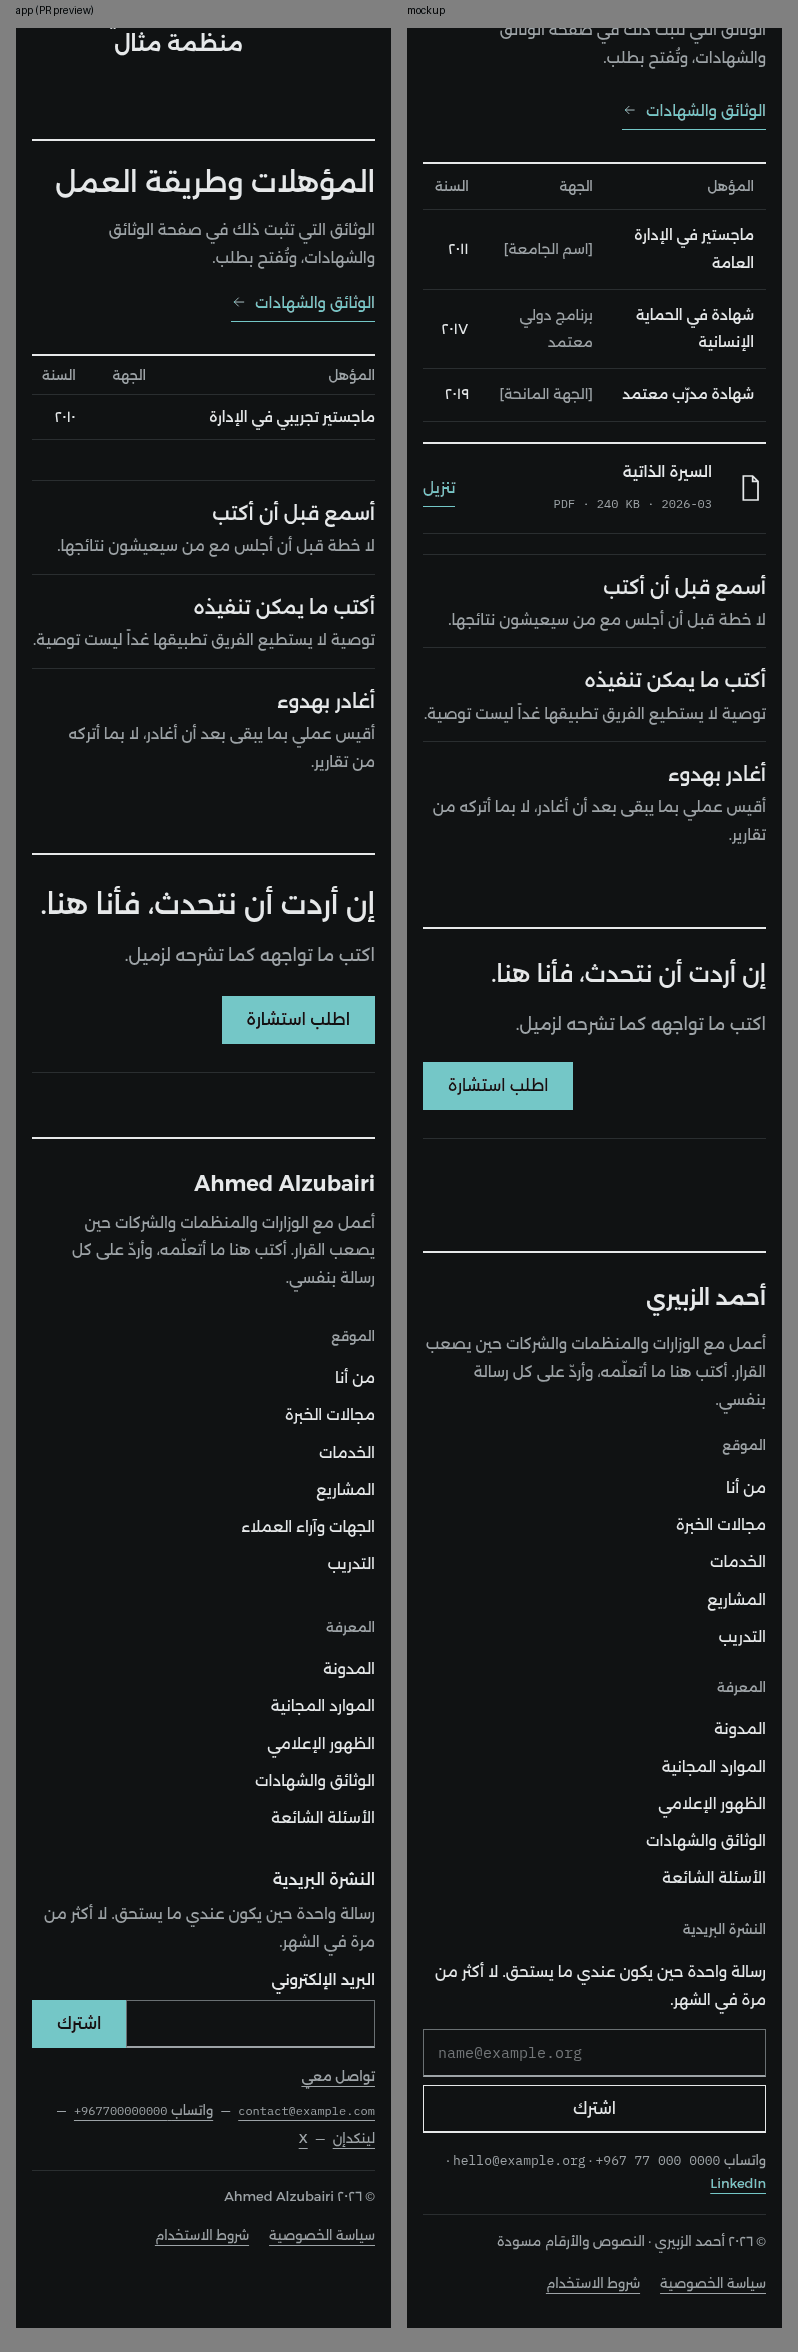 app (PR preview)
منظمة مثال
المؤهلات وطريقة العمل
الوثائق التي تثبت ذلك في صفحة الوثائق
والشهادات، وتُفتح بطلب.
الوثائق والشهادات ←
المؤهل الجهة السنة
ماجستير تجريبي في الإدارة ٢٠١٠
أسمع قبل أن أكتب
لا خطة قبل أن أجلس مع من سيعيشون نتائجها.
أكتب ما يمكن تنفيذه
توصية لا يستطيع الفريق تطبيقها غداً ليست توصية.
أغادر بهدوء
أقيس عملي بما يبقى بعد أن أغادر، لا بما أتركه
من تقارير.
إن أردت أن نتحدث، فأنا هنا.
اكتب ما تواجهه كما تشرحه لزميل.
اطلب استشارة
Ahmed Alzubairi
أعمل مع الوزارات والمنظمات والشركات حين
يصعب القرار. أكتب هنا ما أتعلّمه، وأردّ على كل
رسالة بنفسي.
الموقع
من أنا
مجالات الخبرة
الخدمات
المشاريع
الجهات وآراء العملاء
التدريب
المعرفة
المدونة
الموارد المجانية
الظهور الإعلامي
الوثائق والشهادات
الأسئلة الشائعة
النشرة البريدية
رسالة واحدة حين يكون عندي ما يستحق. لا أكثر من
مرة في الشهر.
البريد الإلكتروني
اشترك
تواصل معي
contact@example.com — واتساب +967700000000 —
لينكدإن — X
© ٢٠٢٦ Ahmed Alzubairi
سياسة الخصوصية شروط الاستخدام
mockup
الوثائق التي تثبت ذلك في صفحة الوثائق
والشهادات، وتُفتح بطلب.
الوثائق والشهادات ←
المؤهل الجهة السنة
ماجستير في الإدارة
العامة
[اسم الجامعة] ٢٠١١
شهادة في الحماية
الإنسانية
برنامج دولي
معتمد
٢٠١٧
شهادة مدرّب معتمد [الجهة المانحة] ٢٠١٩
السيرة الذاتية
PDF · 240 KB · 2026-03
تنزيل
أسمع قبل أن أكتب
لا خطة قبل أن أجلس مع من سيعيشون نتائجها.
أكتب ما يمكن تنفيذه
توصية لا يستطيع الفريق تطبيقها غداً ليست توصية.
أغادر بهدوء
أقيس عملي بما يبقى بعد أن أغادر، لا بما أتركه من
تقارير.
إن أردت أن نتحدث، فأنا هنا.
اكتب ما تواجهه كما تشرحه لزميل.
اطلب استشارة
أحمد الزبيري
أعمل مع الوزارات والمنظمات والشركات حين يصعب
القرار. أكتب هنا ما أتعلّمه، وأردّ على كل رسالة
بنفسي.
الموقع
من أنا
مجالات الخبرة
الخدمات
المشاريع
التدريب
المعرفة
المدونة
الموارد المجانية
الظهور الإعلامي
الوثائق والشهادات
الأسئلة الشائعة
النشرة البريدية
رسالة واحدة حين يكون عندي ما يستحق. لا أكثر من
مرة في الشهر.
name@example.org
اشترك
واتساب +967 77 000 0000 · hello@example.org ·
LinkedIn
© ٢٠٢٦ أحمد الزبيري · النصوص والأرقام مسودة
سياسة الخصوصية شروط الاستخدام